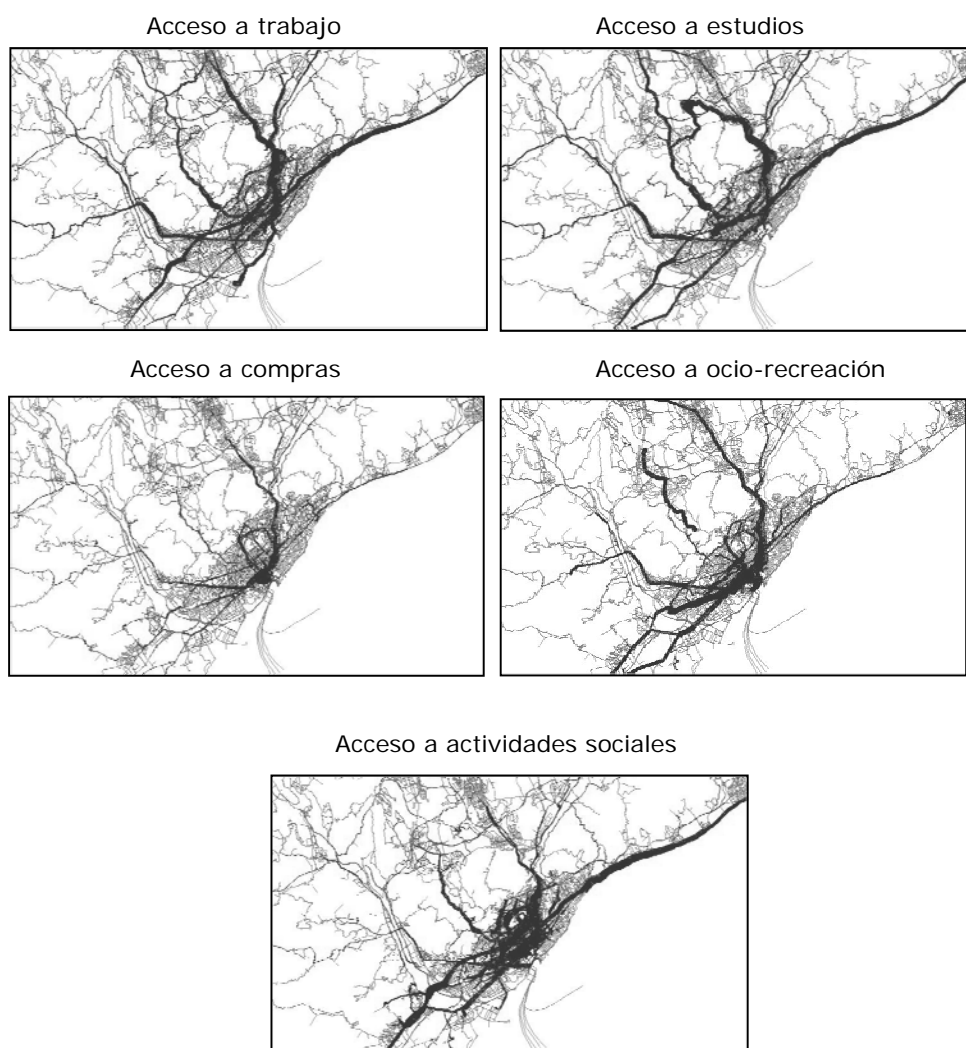 Acceso a trabajo
Acceso a estudios
Acceso a compras
Acceso a ocio-recreación
Acceso a actividades sociales